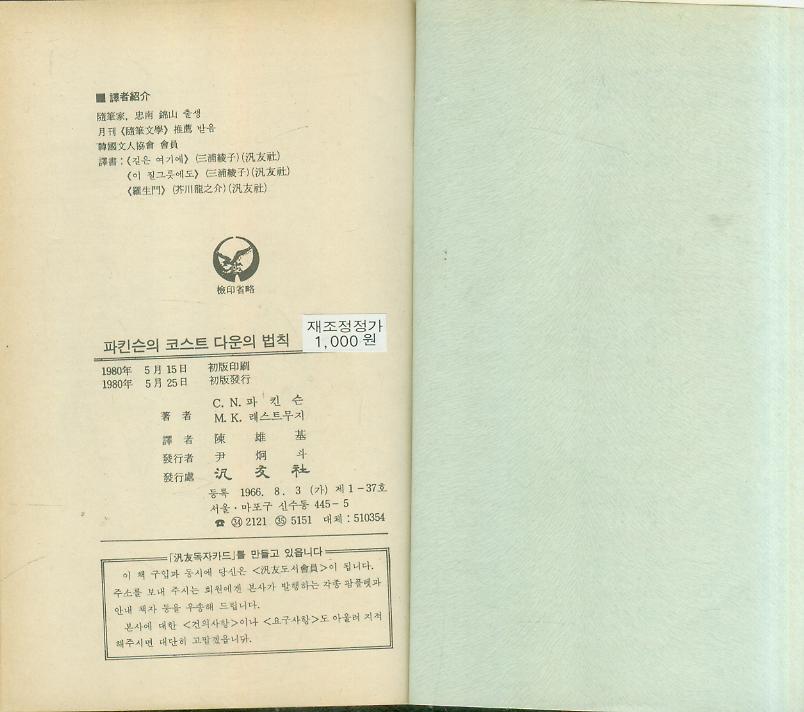 ■ 譯者紹介
隨筆家, 忠南 錦山 출생
月刊《隨筆文學》推薦 받음
韓國文人協會 會員
譯書:《길은 여기에》(三浦綾子)(汎友社)
《이 질그릇에도》(三浦綾子)(汎友社)
《羅生門》(芥川龍之介)(汎友社)
檢印省略
파킨슨의 코스트 다운의 법칙
재조정정가
1,000원
1980年 5月 15日 初版印刷
1980年 5月 25日 初版發行
著者 C. N. 파킨슨
M. K. 레스트무지
譯者 陳雄基
發行者 尹炯斗
發行處 汎友社
등록 1966. 8. 3 (가) 제1-37호
서울·마포구 신수동 445-5
☎ ㉞ 2121 ㉟ 5151 대체:510354
「汎友독자카드」를 만들고 있읍니다
이 책 구입과 동시에 당신은 <汎友도서會員>이 됩니다.
주소를 보내 주시는 회원에겐 본사가 발행하는 각종 팜플렛과
안내 책자 등을 우송해 드립니다.
본사에 대한 <건의사항>이나 <요구사항>도 아울러 지적
해주시면 대단히 고맙겠읍니다.